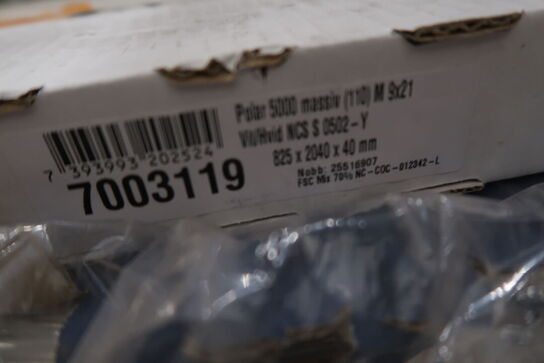 Polar 5000 massiv (110) M 9x21
Vit/Hvid NCS S 0502-Y
825 x 2040 x 40 mm
Nobb: 25516907
FSC Mix 70% NC-COC-012342-L
7 393993 202524
7003119